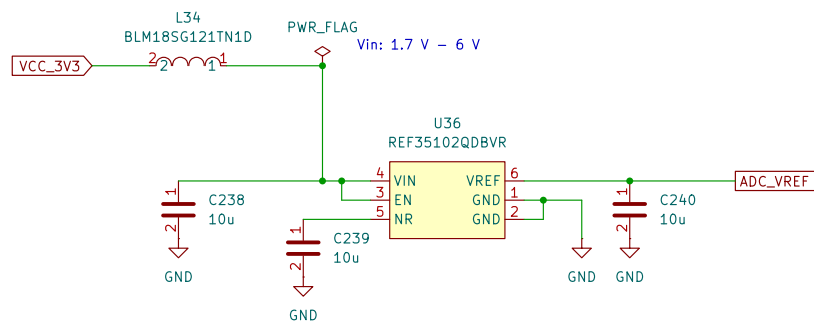 L34
BLM18SG121TN1D
PWR_FLAG
Vin: 1.7 V - 6 V
VCC_3V3
2 2 1 1
U36
REF35102QDBVR
4 VIN VREF 6
3 EN GND 1
5 NR GND 2
ADC_VREF
1 C238
10u
2
GND
1 C239
10u
2
GND
GND
1 C240
10u
2
GND